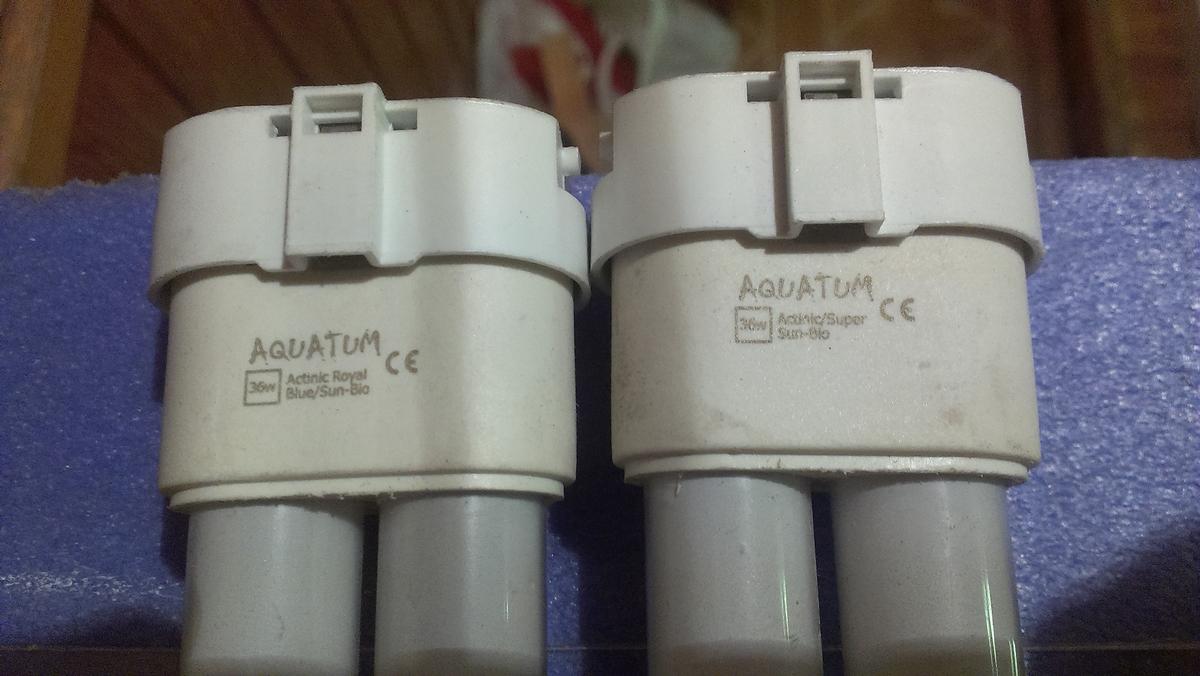 AQUATUM
CE
36w
Actinic Royal
Blue/Sun-Bio
AQUATUM
CE
36w
Actinic/Super
Sun-Bio